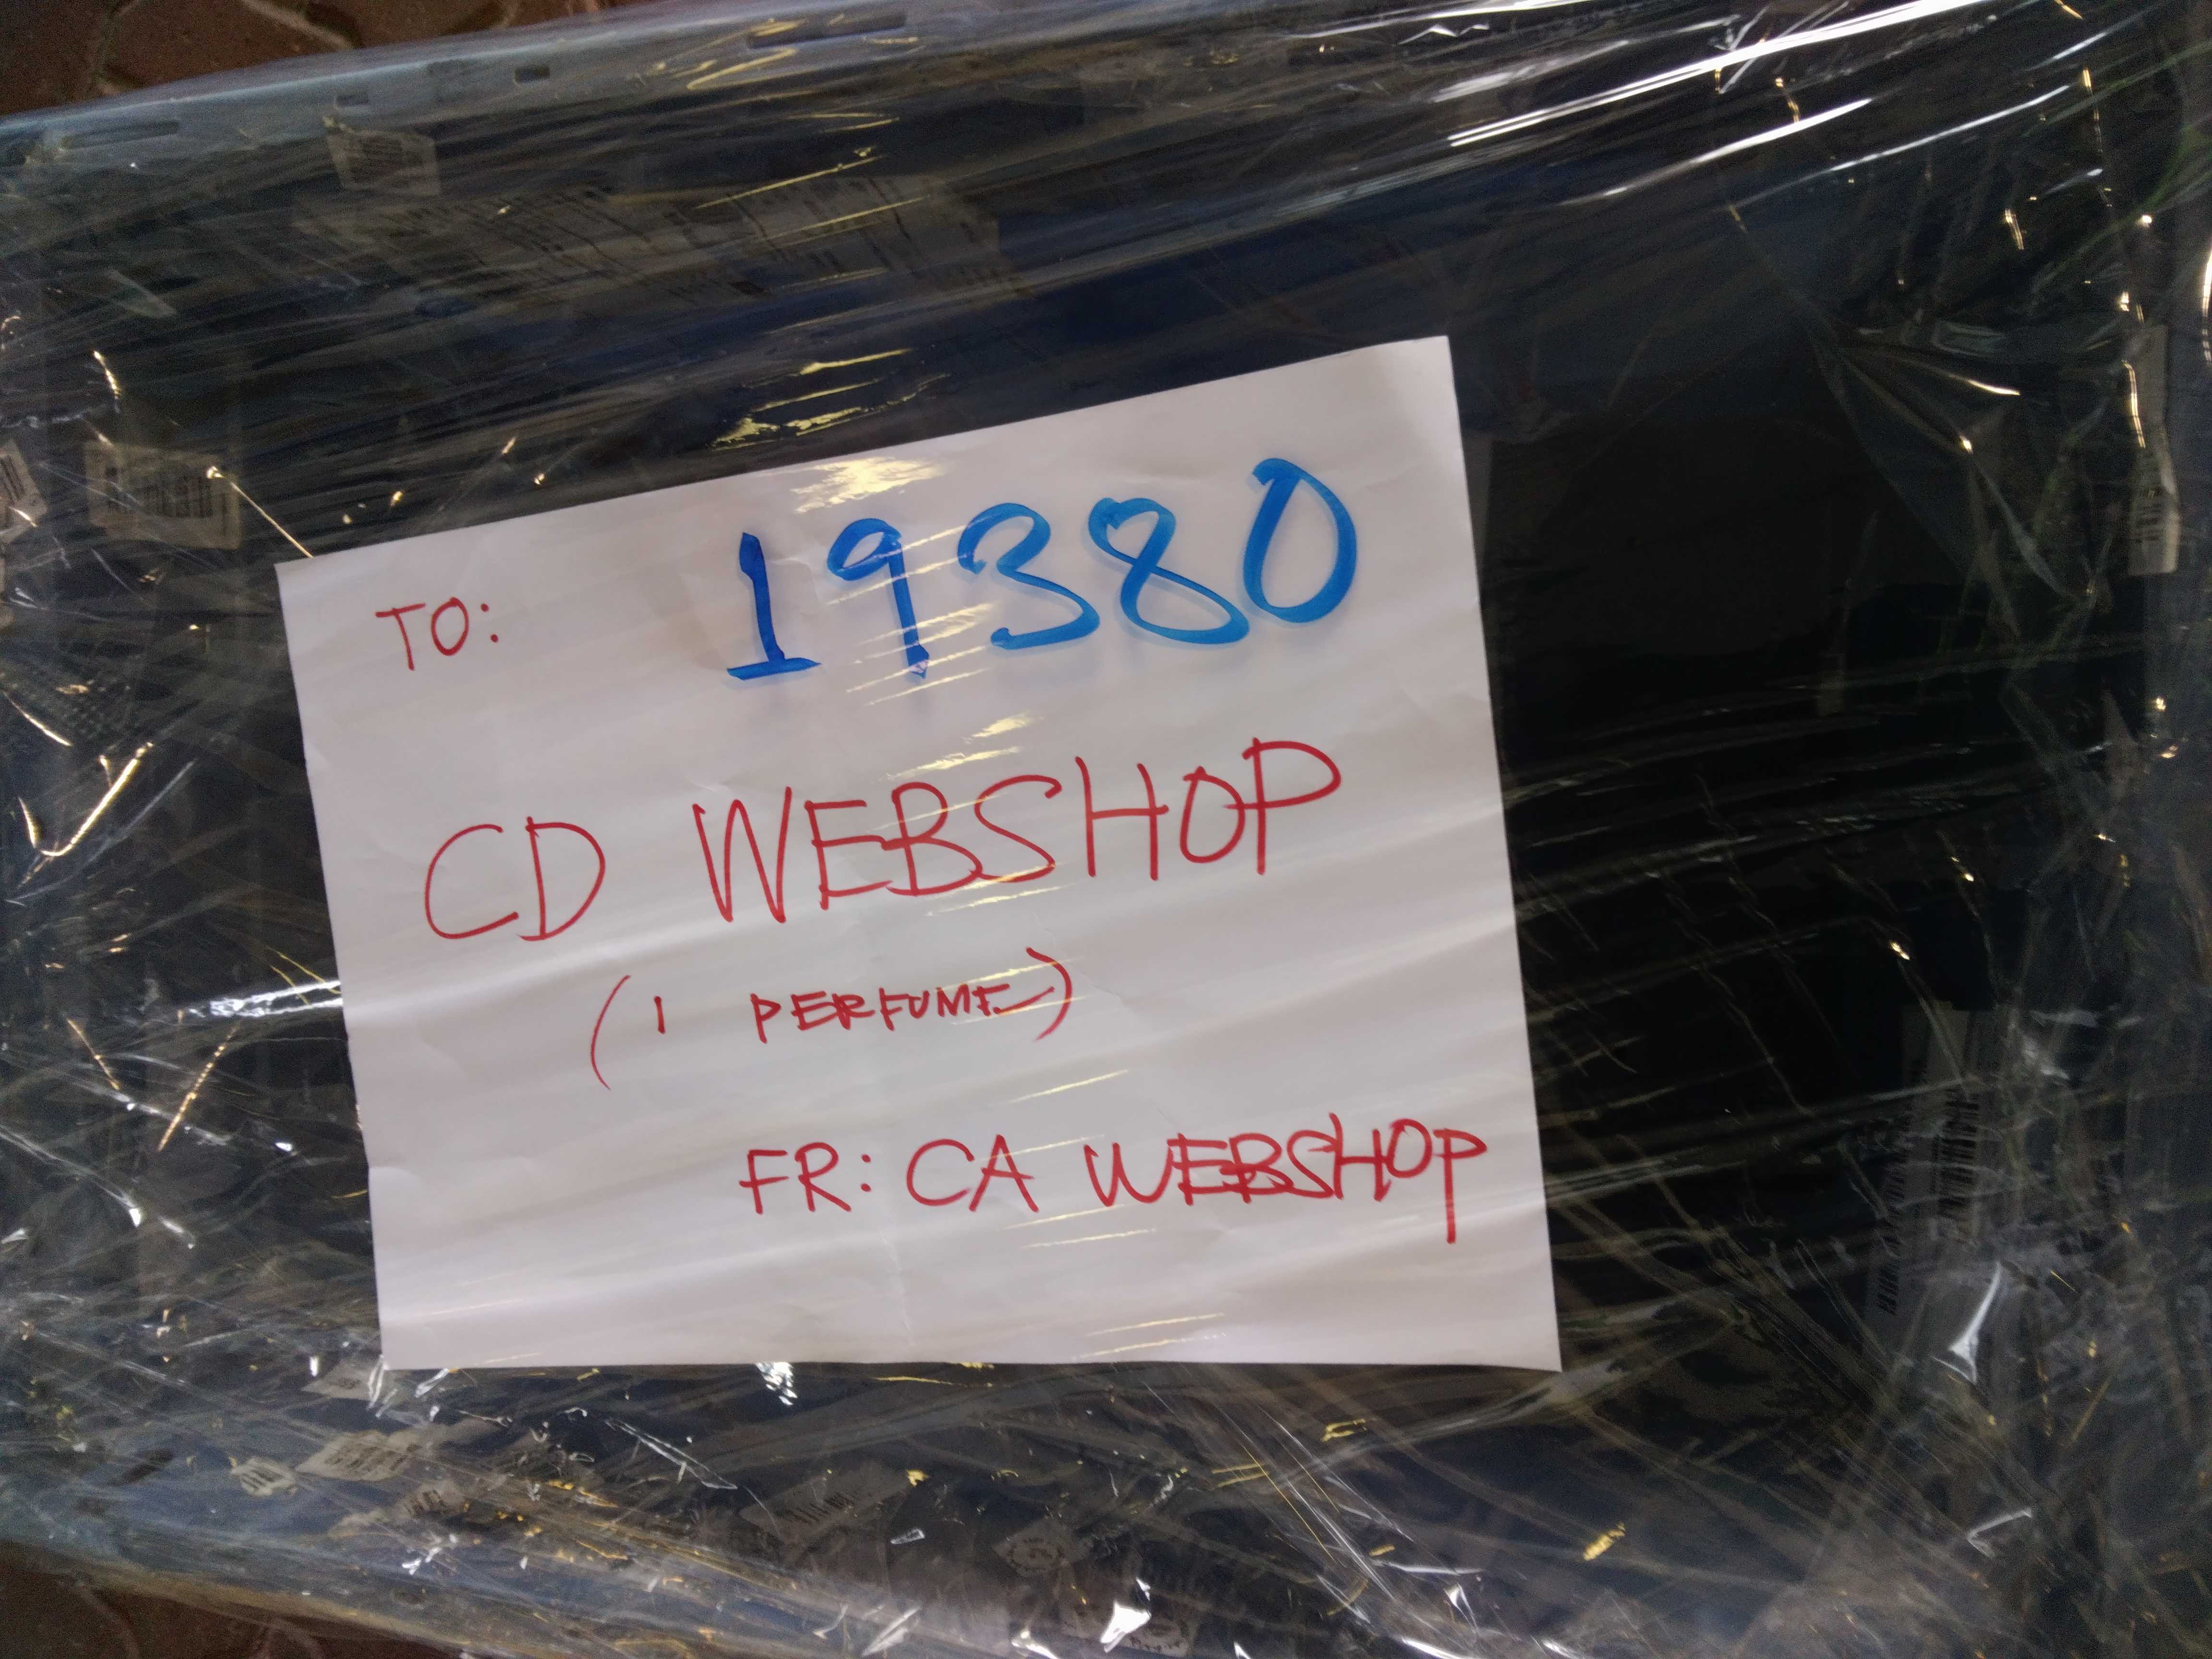 TO: 19380
CD WEBSHOP
(1 PERFUME)
FR: CA WEBSHOP